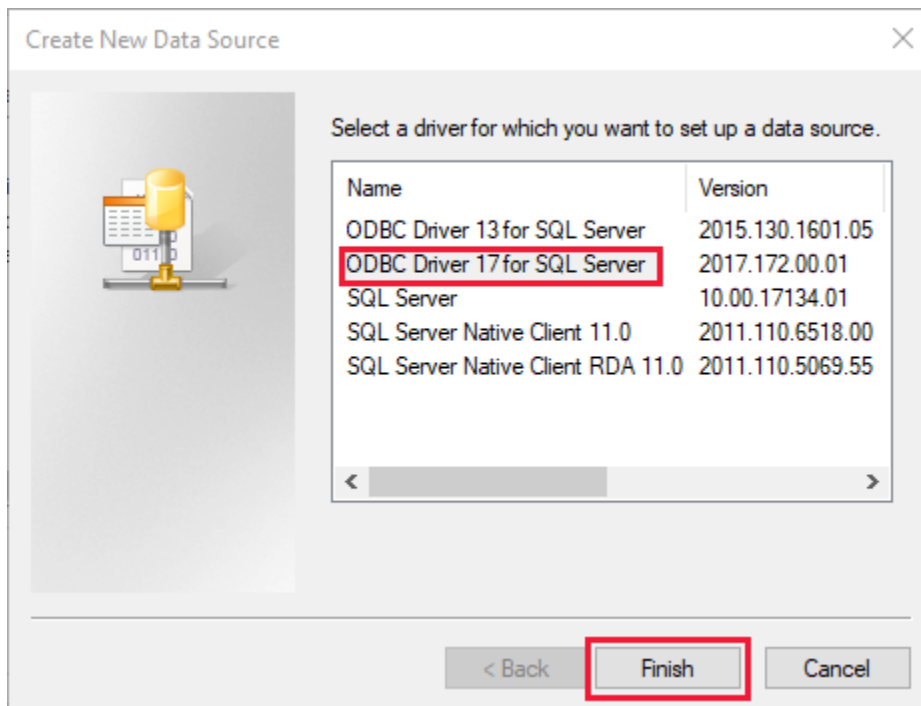 Create New Data Source
Select a driver for which you want to set up a data source.
Name Version
ODBC Driver 13 for SQL Server 2015.130.1601.05
ODBC Driver 17 for SQL Server 2017.172.00.01
SQL Server 10.00.17134.01
SQL Server Native Client 11.0 2011.110.6518.00
SQL Server Native Client RDA 11.0 2011.110.5069.55
< Back Finish Cancel